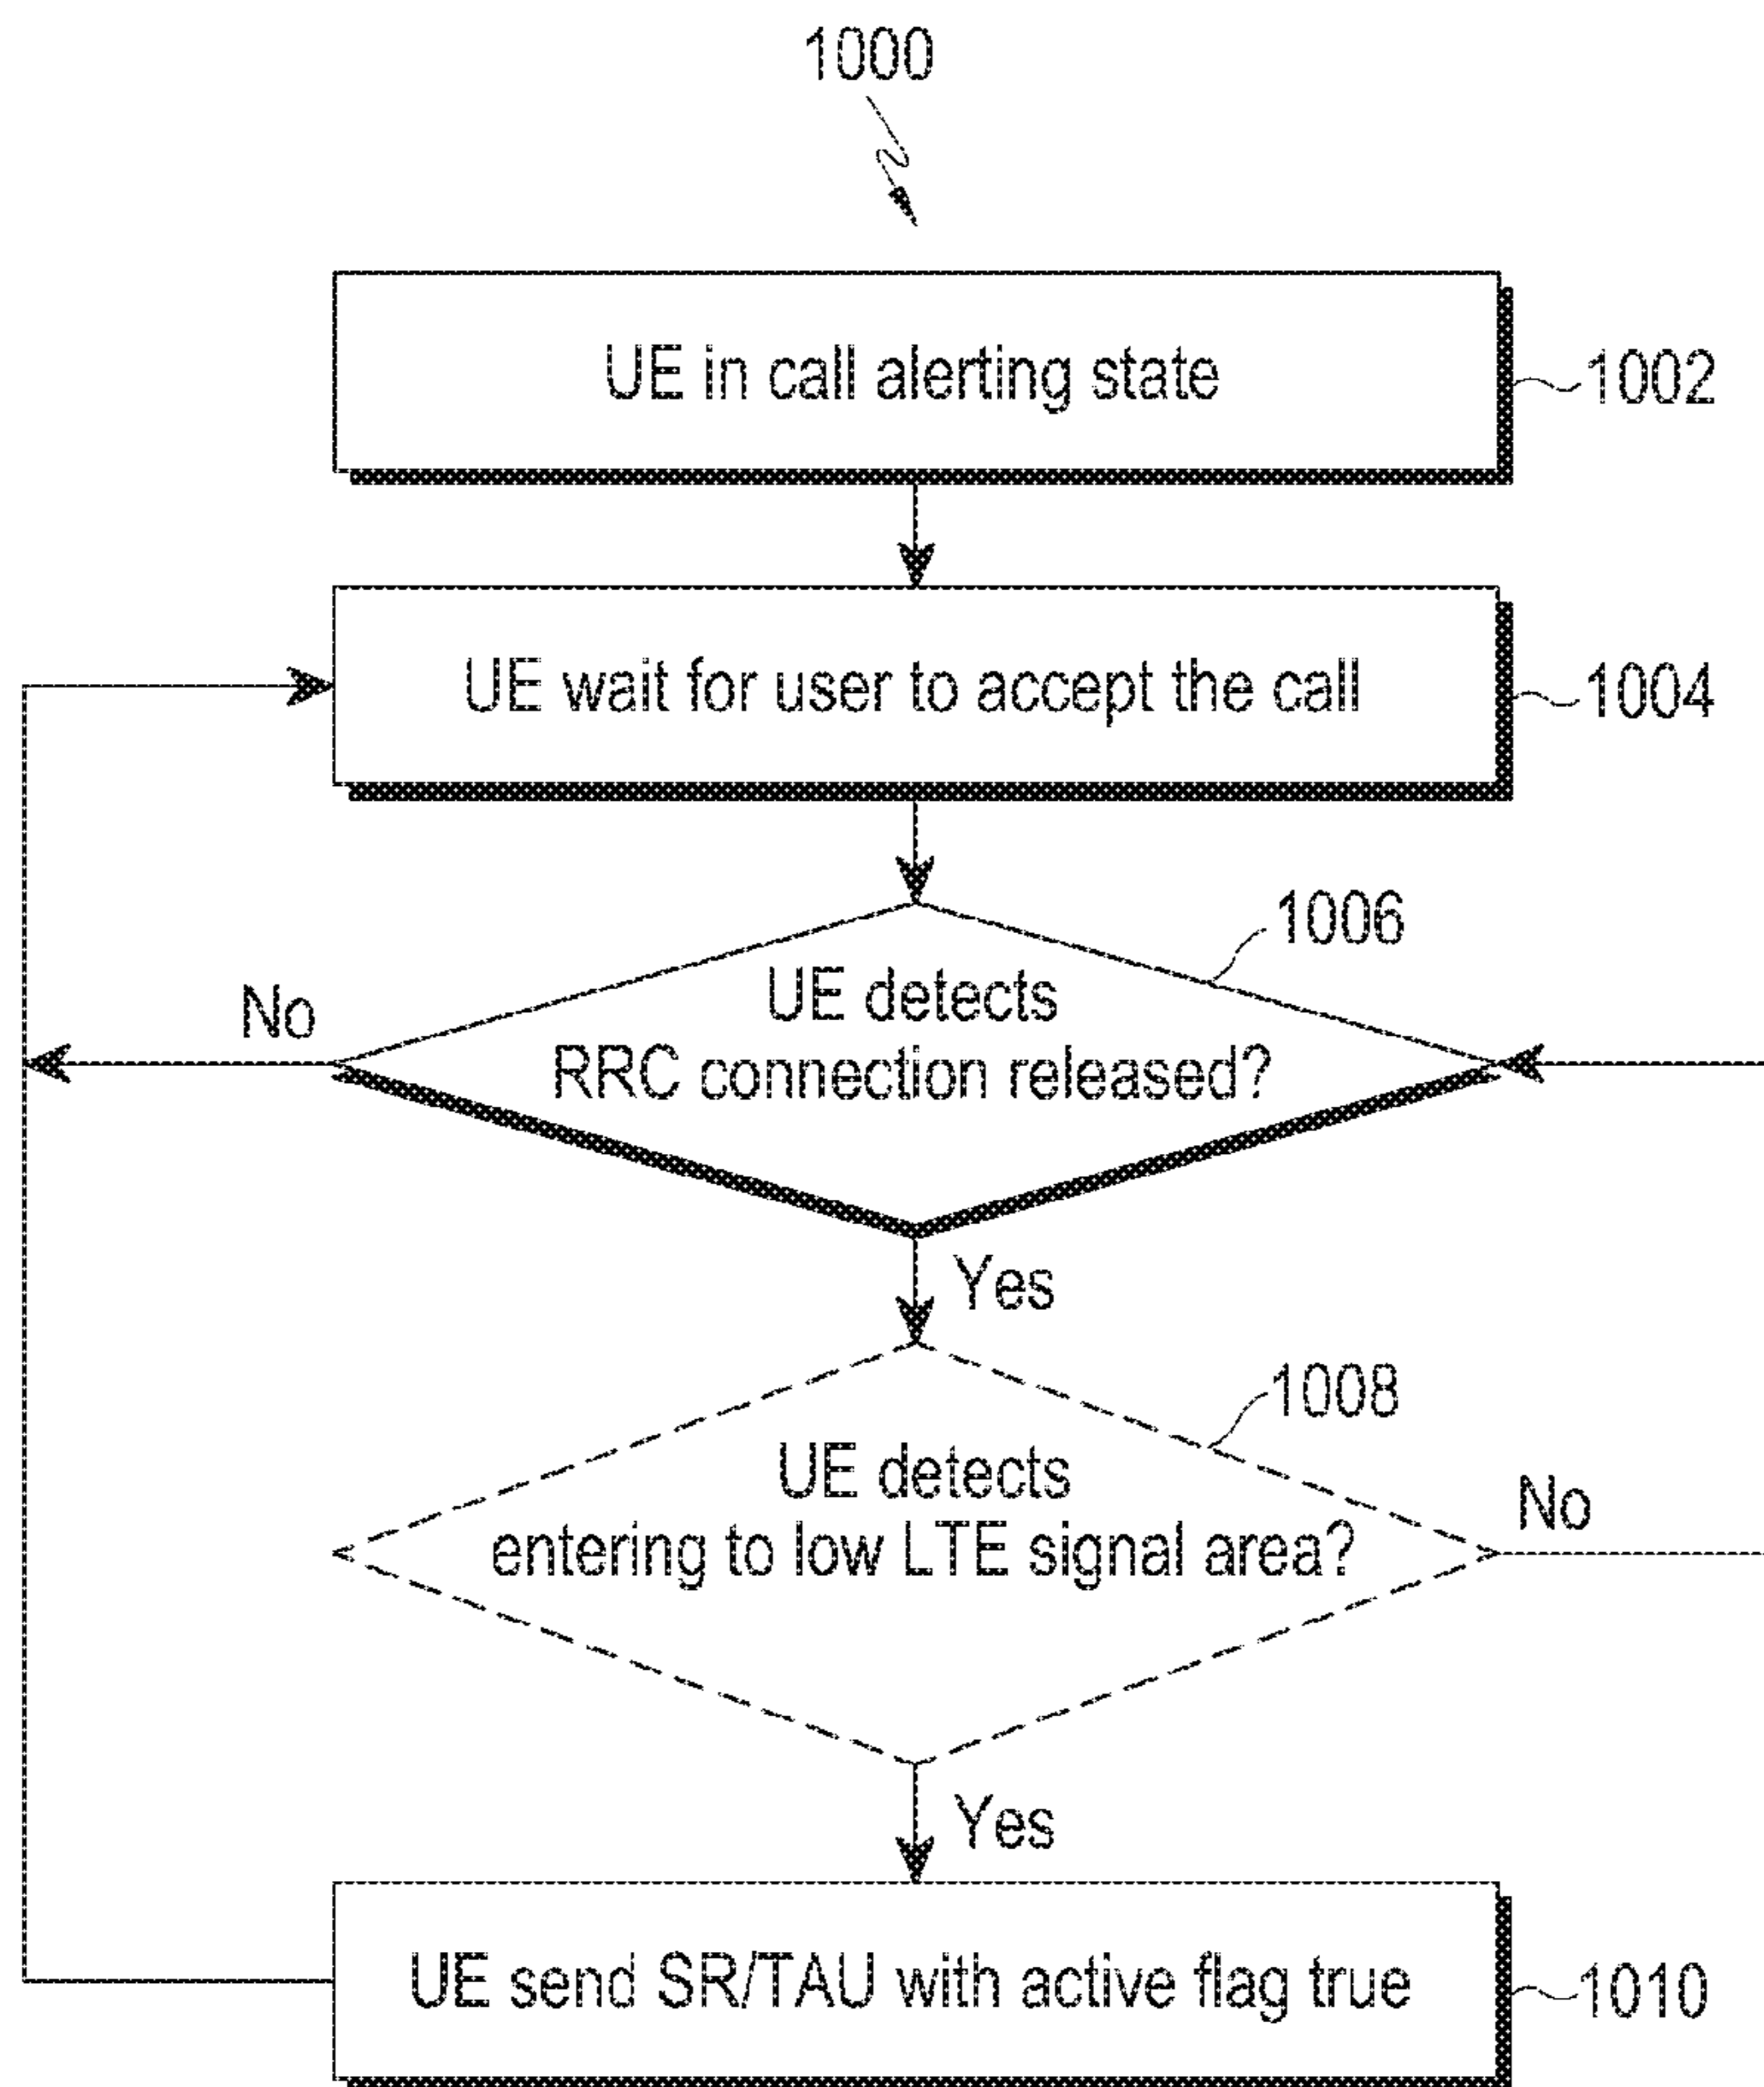 1000
UE in call alerting state
1002
UE wait for user to accept the call
1004
1006
UE detects
RRC connection released?
No
Yes
1008
UE detects
entering to low LTE signal area?
No
Yes
UE send SR/TAU with active flag true
1010